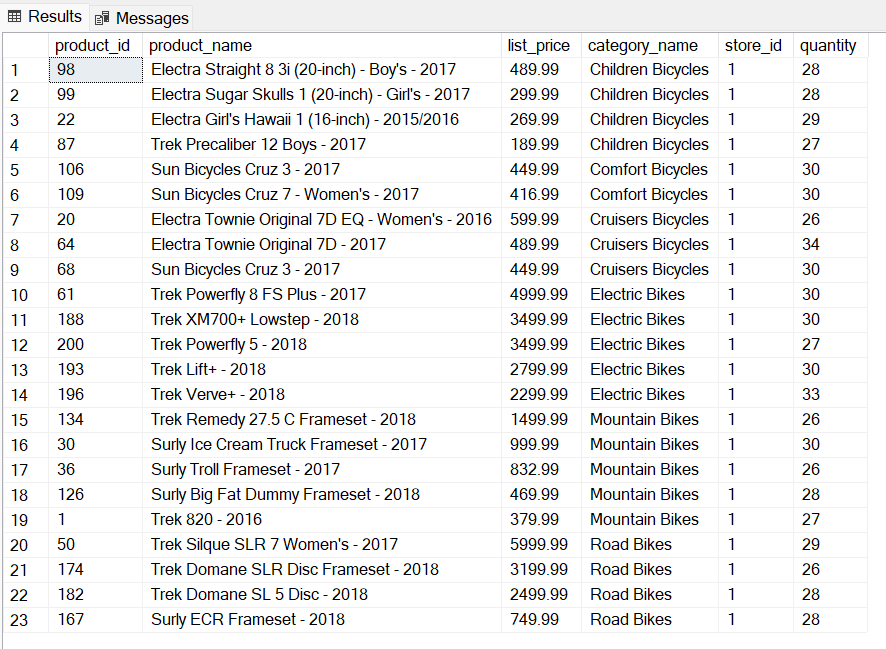 Results Messages
product_id product_name list_price category_name store_id quantity
1 98 Electra Straight 8 3i (20-inch) - Boy's - 2017 489.99 Children Bicycles 1 28
2 99 Electra Sugar Skulls 1 (20-inch) - Girl's - 2017 299.99 Children Bicycles 1 28
3 22 Electra Girl's Hawaii 1 (16-inch) - 2015/2016 269.99 Children Bicycles 1 29
4 87 Trek Precaliber 12 Boys - 2017 189.99 Children Bicycles 1 27
5 106 Sun Bicycles Cruz 3 - 2017 449.99 Comfort Bicycles 1 30
6 109 Sun Bicycles Cruz 7 - Women's - 2017 416.99 Comfort Bicycles 1 30
7 20 Electra Townie Original 7D EQ - Women's - 2016 599.99 Cruisers Bicycles 1 26
8 64 Electra Townie Original 7D - 2017 489.99 Cruisers Bicycles 1 34
9 68 Sun Bicycles Cruz 3 - 2017 449.99 Cruisers Bicycles 1 30
10 61 Trek Powerfly 8 FS Plus - 2017 4999.99 Electric Bikes 1 30
11 188 Trek XM700+ Lowstep - 2018 3499.99 Electric Bikes 1 30
12 200 Trek Powerfly 5 - 2018 3499.99 Electric Bikes 1 27
13 193 Trek Lift+ - 2018 2799.99 Electric Bikes 1 30
14 196 Trek Verve+ - 2018 2299.99 Electric Bikes 1 33
15 134 Trek Remedy 27.5 C Frameset - 2018 1499.99 Mountain Bikes 1 26
16 30 Surly Ice Cream Truck Frameset - 2017 999.99 Mountain Bikes 1 30
17 36 Surly Troll Frameset - 2017 832.99 Mountain Bikes 1 26
18 126 Surly Big Fat Dummy Frameset - 2018 469.99 Mountain Bikes 1 28
19 1 Trek 820 - 2016 379.99 Mountain Bikes 1 27
20 50 Trek Silque SLR 7 Women's - 2017 5999.99 Road Bikes 1 29
21 174 Trek Domane SLR Disc Frameset - 2018 3199.99 Road Bikes 1 26
22 182 Trek Domane SL 5 Disc - 2018 2499.99 Road Bikes 1 28
23 167 Surly ECR Frameset - 2018 749.99 Road Bikes 1 28